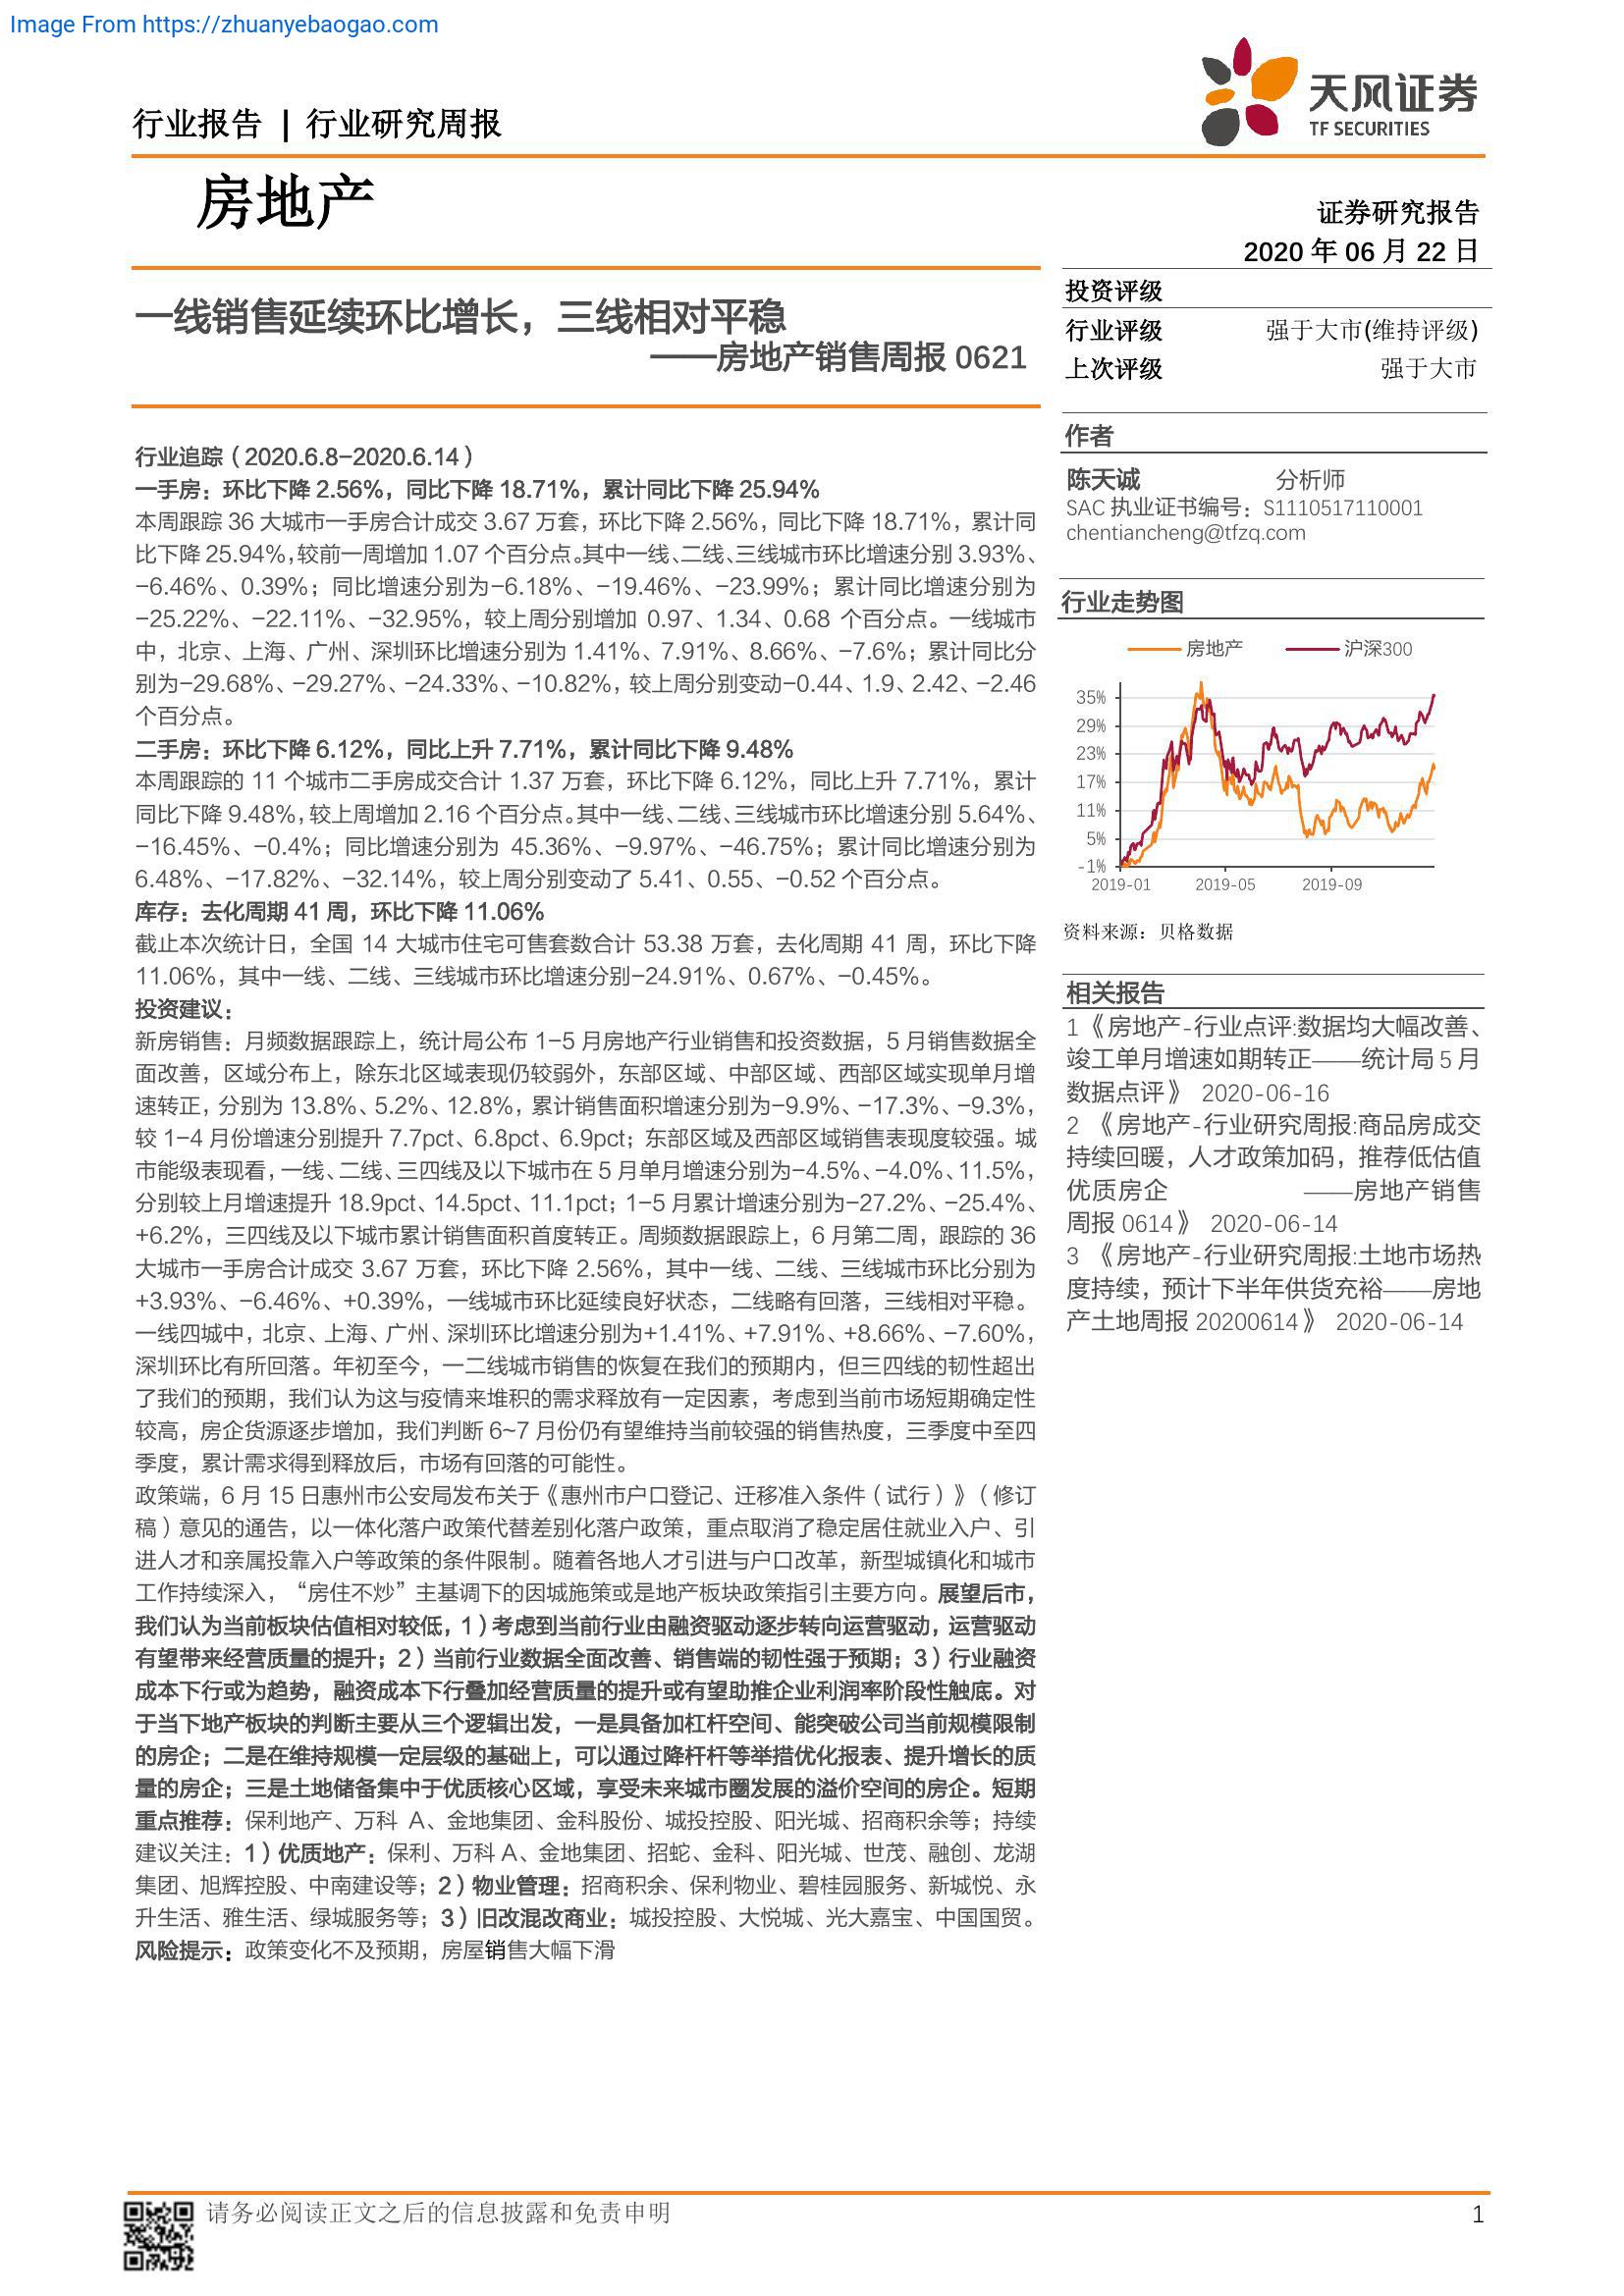 Image From https://zhuanyebaogao.com
天风证券
TF SECURITIES
行业报告 | 行业研究周报
房地产
证券研究报告
2020 年 06 月 22 日
一线销售延续环比增长，三线相对平稳
——房地产销售周报 0621
投资评级
行业评级 强于大市(维持评级)
上次评级 强于大市
行业追踪（2020.6.8-2020.6.14）
一手房：环比下降 2.56%，同比下降 18.71%，累计同比下降 25.94%
本周跟踪 36 大城市一手房合计成交 3.67 万套，环比下降 2.56%，同比下降 18.71%，累计同
比下降 25.94%，较前一周增加 1.07 个百分点。其中一线、二线、三线城市环比增速分别 3.93%、
-6.46%、0.39%；同比增速分别为-6.18%、-19.46%、-23.99%；累计同比增速分别为
-25.22%、-22.11%、-32.95%，较上周分别增加 0.97、1.34、0.68 个百分点。一线城市
中，北京、上海、广州、深圳环比增速分别为 1.41%、7.91%、8.66%、-7.6%；累计同比分
别为-29.68%、-29.27%、-24.33%、-10.82%，较上周分别变动-0.44、1.9、2.42、-2.46
个百分点。
二手房：环比下降 6.12%，同比上升 7.71%，累计同比下降 9.48%
本周跟踪的 11 个城市二手房成交合计 1.37 万套，环比下降 6.12%，同比上升 7.71%，累计
同比下降 9.48%，较上周增加 2.16 个百分点。其中一线、二线、三线城市环比增速分别 5.64%、
-16.45%、-0.4%；同比增速分别为 45.36%、-9.97%、-46.75%；累计同比增速分别为
6.48%、-17.82%、-32.14%，较上周分别变动了 5.41、0.55、-0.52 个百分点。
库存：去化周期 41 周，环比下降 11.06%
截止本次统计日，全国 14 大城市住宅可售套数合计 53.38 万套，去化周期 41 周，环比下降
11.06%，其中一线、二线、三线城市环比增速分别-24.91%、0.67%、-0.45%。
投资建议：
新房销售：月频数据跟踪上，统计局公布 1-5 月房地产行业销售和投资数据，5 月销售数据全
面改善，区域分布上，除东北区域表现仍较弱外，东部区域、中部区域、西部区域实现单月增
速转正，分别为 13.8%、5.2%、12.8%，累计销售面积增速分别为-9.9%、-17.3%、-9.3%，
较 1-4 月份增速分别提升 7.7pct、6.8pct、6.9pct；东部区域及西部区域销售表现度较强。城
市能级表现看，一线、二线、三四线及以下城市在 5 月单月增速分别为-4.5%、-4.0%、11.5%，
分别较上月增速提升 18.9pct、14.5pct、11.1pct；1-5 月累计增速分别为-27.2%、-25.4%、
+6.2%，三四线及以下城市累计销售面积首度转正。周频数据跟踪上，6 月第二周，跟踪的 36
大城市一手房合计成交 3.67 万套，环比下降 2.56%，其中一线、二线、三线城市环比分别为
+3.93%、-6.46%、+0.39%，一线城市环比延续良好状态，二线略有回落，三线相对平稳。
一线四城中，北京、上海、广州、深圳环比增速分别为+1.41%、+7.91%、+8.66%、-7.60%，
深圳环比有所回落。年初至今，一二线城市销售的恢复在我们的预期内，但三四线的韧性超出
了我们的预期，我们认为这与疫情来堆积的需求释放有一定因素，考虑到当前市场短期确定性
较高，房企货源逐步增加，我们判断 6~7 月份仍有望维持当前较强的销售热度，三季度中至四
季度，累计需求得到释放后，市场有回落的可能性。
政策端，6 月 15 日惠州市公安局发布关于《惠州市户口登记、迁移准入条件（试行）》（修订
稿）意见的通告，以一体化落户政策代替差别化落户政策，重点取消了稳定居住就业入户、引
进人才和亲属投靠入户等政策的条件限制。随着各地人才引进与户口改革，新型城镇化和城市
工作持续深入，“房住不炒”主基调下的因城施策或是地产板块政策指引主要方向。展望后市，
我们认为当前板块估值相对较低，1）考虑到当前行业由融资驱动逐步转向运营驱动，运营驱动
有望带来经营质量的提升；2）当前行业数据全面改善、销售端的韧性强于预期；3）行业融资
成本下行或为趋势，融资成本下行叠加经营质量的提升或有望助推企业利润率阶段性触底。对
于当下地产板块的判断主要从三个逻辑出发，一是具备加杠杆空间、能突破公司当前规模限制
的房企；二是在维持规模一定层级的基础上，可以通过降杆杆等举措优化报表、提升增长的质
量的房企；三是土地储备集中于优质核心区域，享受未来城市圈发展的溢价空间的房企。短期
重点推荐：保利地产、万科 A、金地集团、金科股份、城投控股、阳光城、招商积余等；持续
建议关注：1）优质地产：保利、万科 A、金地集团、招蛇、金科、阳光城、世茂、融创、龙湖
集团、旭辉控股、中南建设等；2）物业管理：招商积余、保利物业、碧桂园服务、新城悦、永
升生活、雅生活、绿城服务等；3）旧改混改商业：城投控股、大悦城、光大嘉宝、中国国贸。
风险提示：政策变化不及预期，房屋销售大幅下滑
作者
陈天诚 分析师
SAC 执业证书编号：S1110517110001
chentiancheng@tfzq.com
行业走势图
房地产 沪深300
35%
29%
23%
17%
11%
5%
-1%
2019-01 2019-05 2019-09
资料来源：贝格数据
相关报告
1 《房地产-行业点评:数据均大幅改善、
竣工单月增速如期转正——统计局 5 月
数据点评》 2020-06-16
2 《房地产-行业研究周报:商品房成交
持续回暖，人才政策加码，推荐低估值
优质房企 ——房地产销售
周报 0614》 2020-06-14
3 《房地产-行业研究周报:土地市场热
度持续，预计下半年供货充裕——房地
产土地周报 20200614》 2020-06-14
请务必阅读正文之后的信息披露和免责申明
1